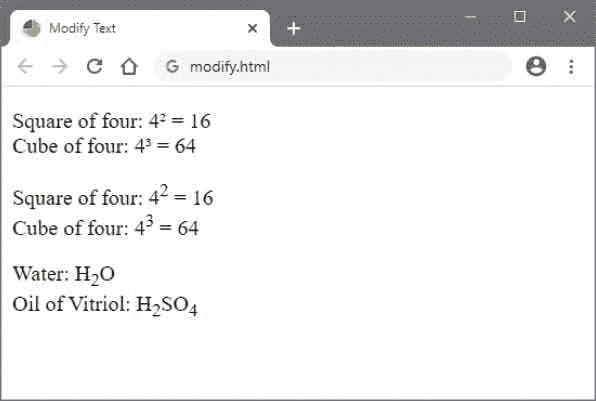 Modify Text
modify.html
Square of four: 4² = 16
Cube of four: 4³ = 64
Square of four: 4² = 16
Cube of four: 4³ = 64
Water: H₂O
Oil of Vitriol: H₂SO₄